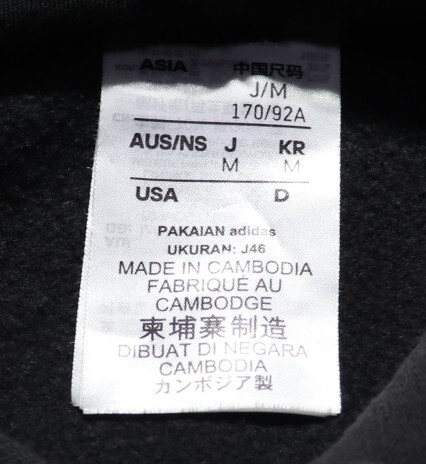 ASIA 中国尺码
J/M
170/92A
AUS/NS J KR
M M
USA D
PAKAIAN adidas
UKURAN: J46
MADE IN CAMBODIA
FABRIQUÉ AU
CAMBODGE
柬埔寨制造
DIBUAT DI NEGARA
CAMBODIA
カンボジア製